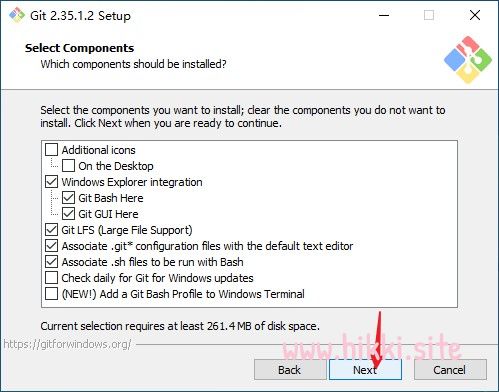 Git 2.35.1.2 Setup
Select Components
Which components should be installed?
Select the components you want to install; clear the components you do not want to
install. Click Next when you are ready to continue.
Additional icons
On the Desktop
Windows Explorer integration
Git Bash Here
Git GUI Here
Git LFS (Large File Support)
Associate .git* configuration files with the default text editor
Associate .sh files to be run with Bash
Check daily for Git for Windows updates
(NEW!) Add a Git Bash Profile to Windows Terminal
Current selection requires at least 261.4 MB of disk space.
https://gitforwindows.org/
www.hikki.site
Back
Next
Cancel